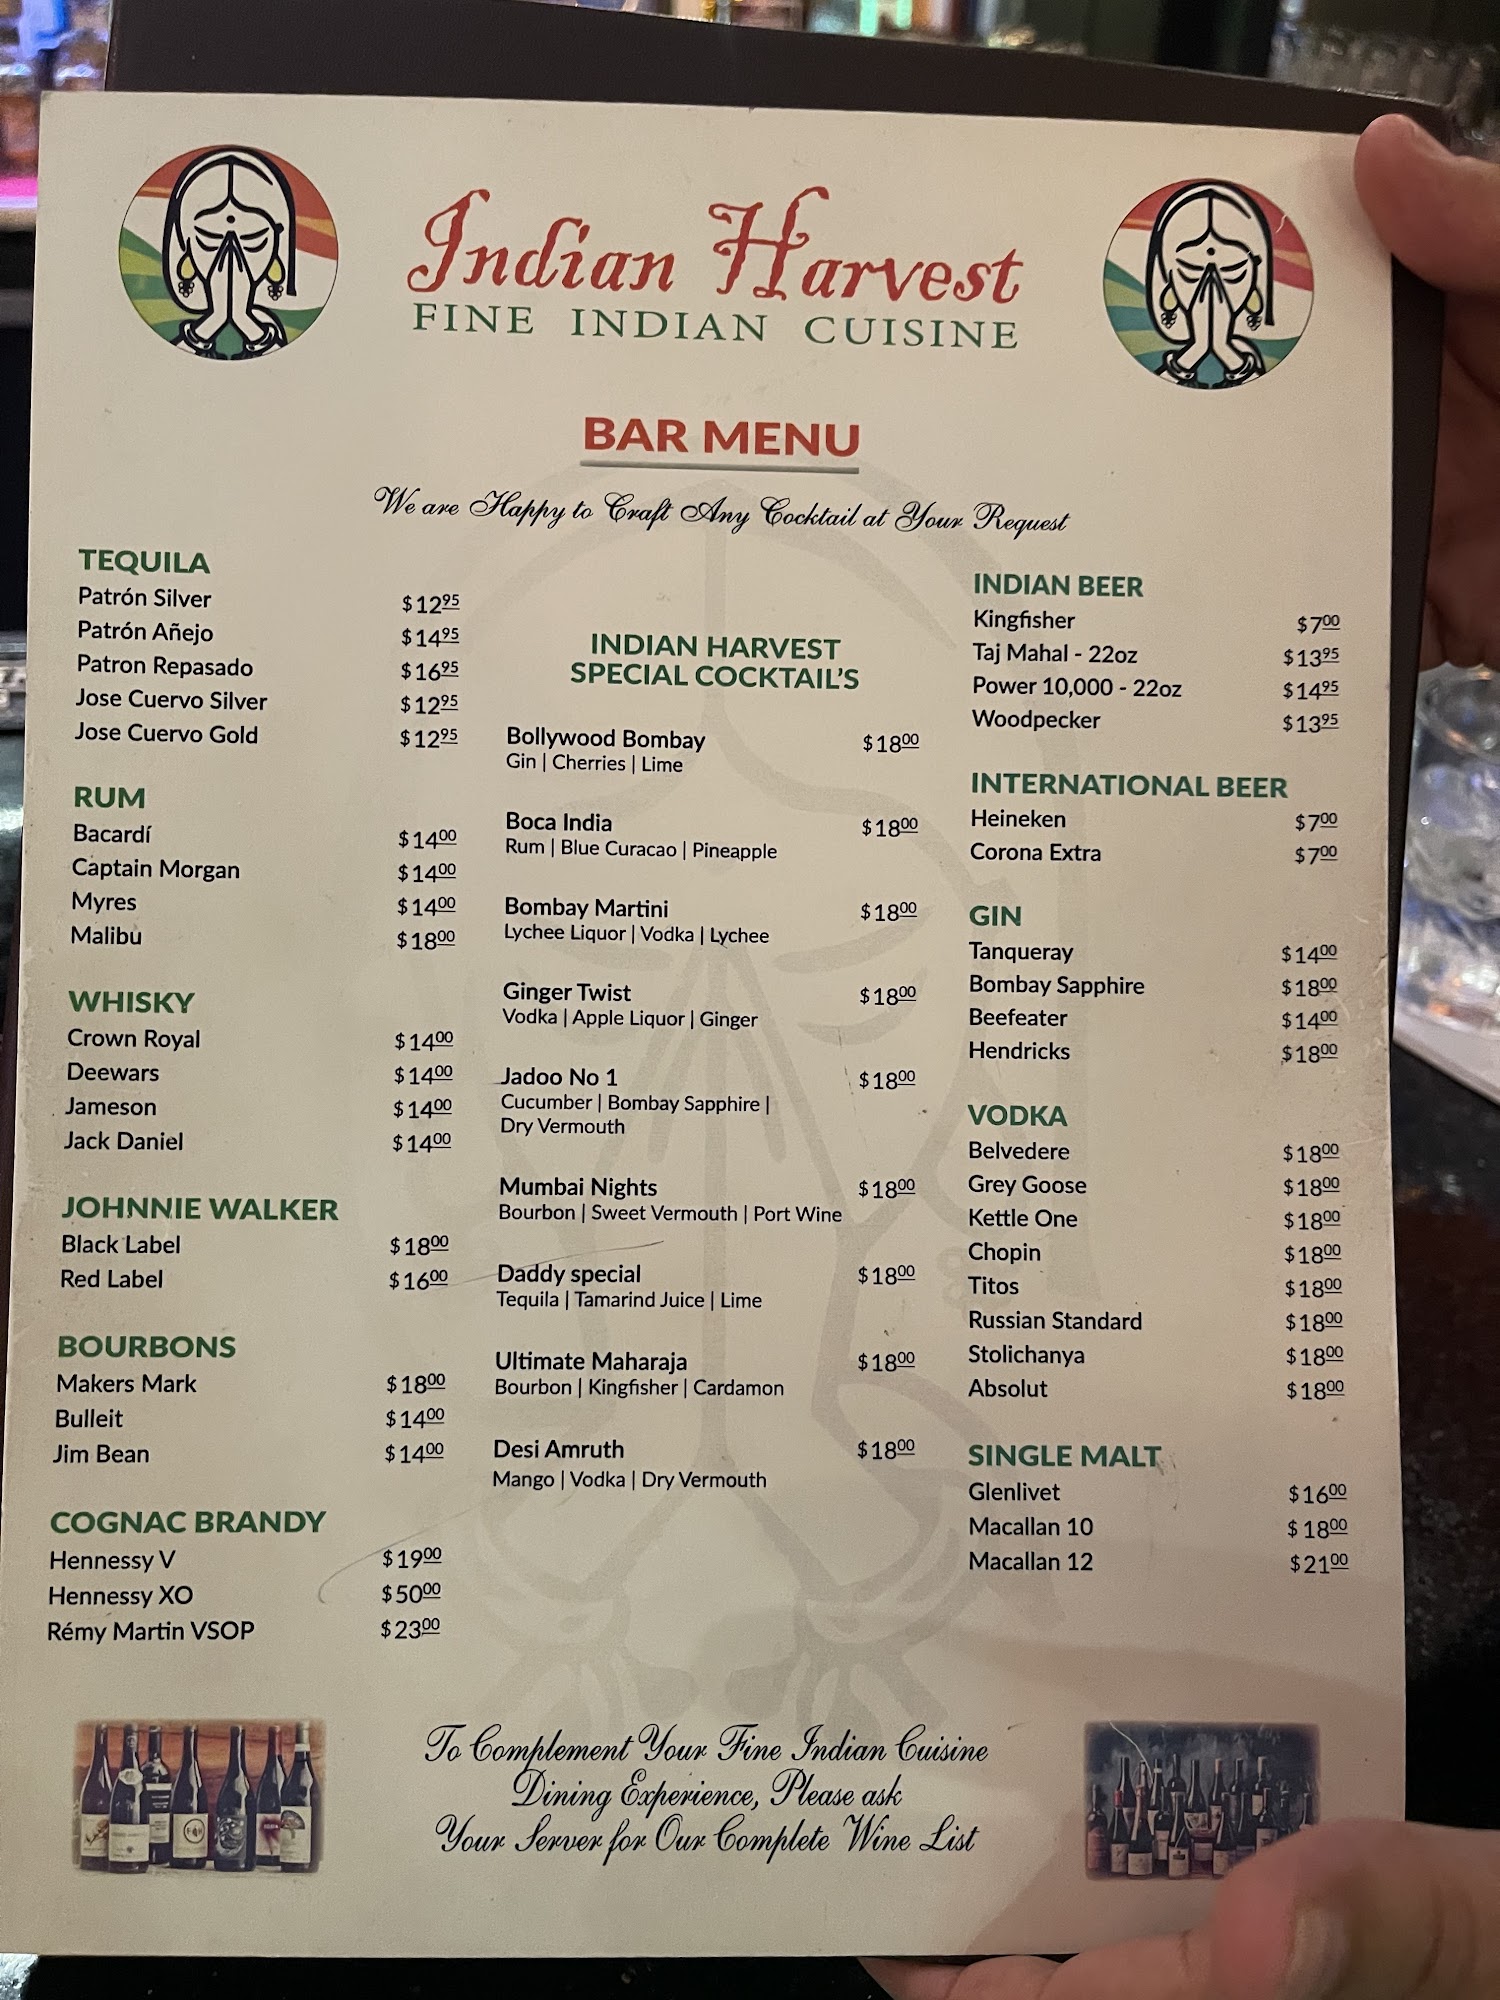 Indian Harvest
FINE INDIAN CUISINE
BAR MENU
We are Happy to Craft Any Cocktail at Your Request
TEQUILA
Patrón Silver $12.95
Patrón Añejo $14.95
Patron Repasado $16.95
Jose Cuervo Silver $12.95
Jose Cuervo Gold $12.95
RUM
Bacardí $14.00
Captain Morgan $14.00
Myres $14.00
Malibu $18.00
WHISKY
Crown Royal $14.00
Deewars $14.00
Jameson $14.00
Jack Daniel $14.00
JOHNNIE WALKER
Black Label $18.00
Red Label $16.00
BOURBONS
Makers Mark $18.00
Bulleit $14.00
Jim Bean $14.00
COGNAC BRANDY
Hennessy V $19.00
Hennessy XO $50.00
Rémy Martin VSOP $23.00
INDIAN HARVEST
SPECIAL COCKTAIL'S
Bollywood Bombay $18.00
Gin | Cherries | Lime
Boca India $18.00
Rum | Blue Curacao | Pineapple
Bombay Martini $18.00
Lychee Liquor | Vodka | Lychee
Ginger Twist $18.00
Vodka | Apple Liquor | Ginger
Jadoo No 1 $18.00
Cucumber | Bombay Sapphire |
Dry Vermouth
Mumbai Nights $18.00
Bourbon | Sweet Vermouth | Port Wine
Daddy special $18.00
Tequila | Tamarind Juice | Lime
Ultimate Maharaja $18.00
Bourbon | Kingfisher | Cardamon
Desi Amruth $18.00
Mango | Vodka | Dry Vermouth
INDIAN BEER
Kingfisher $7.00
Taj Mahal - 22oz $13.95
Power 10,000 - 22oz $14.95
Woodpecker $13.95
INTERNATIONAL BEER
Heineken $7.00
Corona Extra $7.00
GIN
Tanqueray $14.00
Bombay Sapphire $18.00
Beefeater $14.00
Hendricks $18.00
VODKA
Belvedere $18.00
Grey Goose $18.00
Kettle One $18.00
Chopin $18.00
Titos $18.00
Russian Standard $18.00
Stolichanya $18.00
Absolut $18.00
SINGLE MALT
Glenlivet $16.00
Macallan 10 $18.00
Macallan 12 $21.00
To Complement Your Fine Indian Cuisine
Dining Experience, Please ask
Your Server for Our Complete Wine List